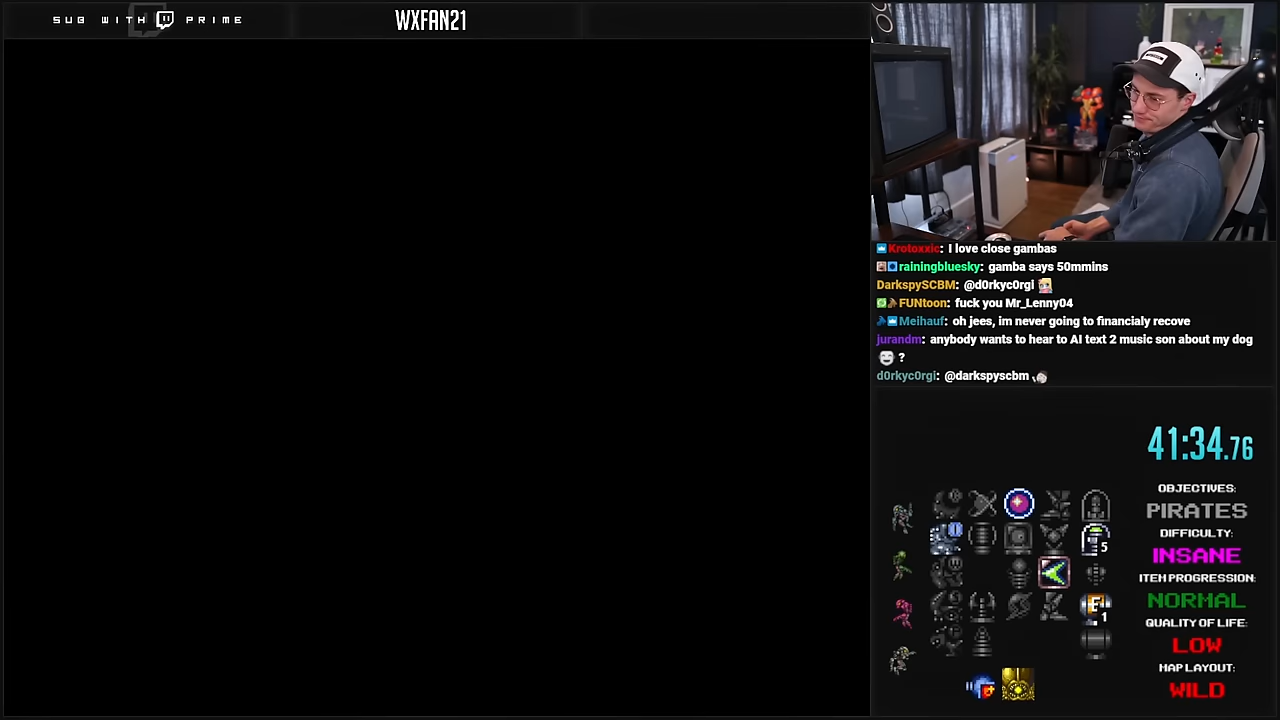 SUB WITH PRIME
WXFAN21
Krotoxxic: I love close gambas
rainingbluesky: gamba says 50mmins
DarkspySCBM: @d0rkyc0rgi
FUNtoon: fuck you Mr_Lenny04
Meihauf: oh jees, im never going to financialy recove
jurandm: anybody wants to hear to AI text 2 music son about my dog
?
d0rkyc0rgi: @darkspyscbm
41:34.76
OBJECTIVES:
PIRATES
DIFFICULTY:
INSANE
ITEM PROGRESSION:
NORMAL
QUALITY OF LIFE:
LOW
MAP LAYOUT:
WILD
5
1